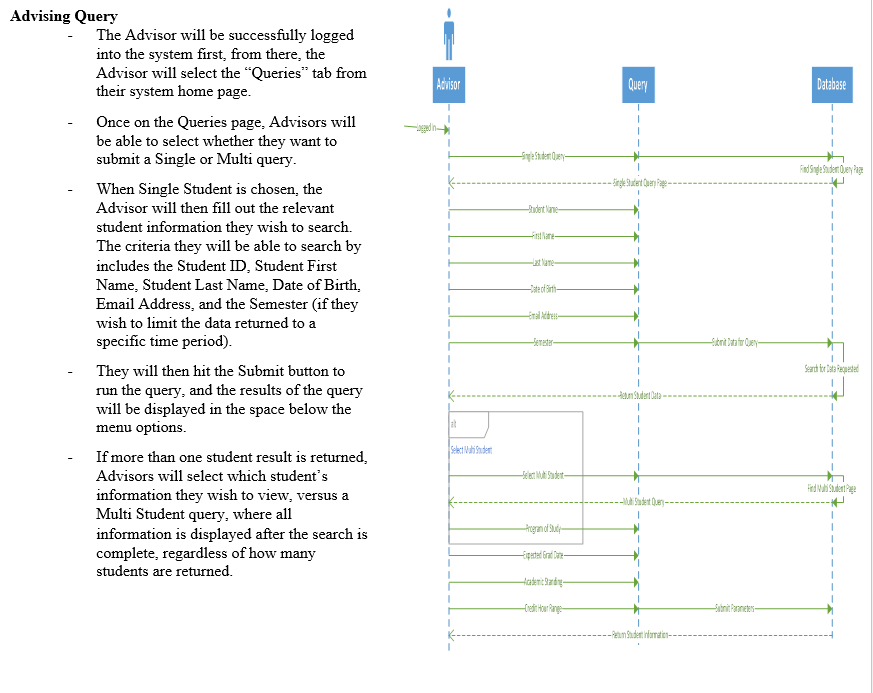 Advising Query
- The Advisor will be successfully logged
into the system first, from there, the
Advisor will select the “Queries” tab from
their system home page.
- Once on the Queries page, Advisors will
be able to select whether they want to
submit a Single or Multi query.
- When Single Student is chosen, the
Advisor will then fill out the relevant
student information they wish to search.
The criteria they will be able to search by
includes the Student ID, Student First
Name, Student Last Name, Date of Birth,
Email Address, and the Semester (if they
wish to limit the data returned to a
specific time period).
- They will then hit the Submit button to
run the query, and the results of the query
will be displayed in the space below the
menu options.
- If more than one student result is returned,
Advisors will select which student’s
information they wish to view, versus a
Multi Student query, where all
information is displayed after the search is
complete, regardless of how many
students are returned.
Advisor
Query
Database
Logged in
Single Student Query
Find Single Student Query Page
Single Student Query Page
Student Name
First Name
Last Name
Date of Birth
Email Address
Semester
Submit Data for Query
Search for Data Requested
Return Student Data
alt
Select Multi Student
Select Multi Student
Find Multi Student Page
Multi Student Query
Program of Study
Expected Grad Date
Academic Standing
Credit Hour Range
Submit Parameters
Return Student Information